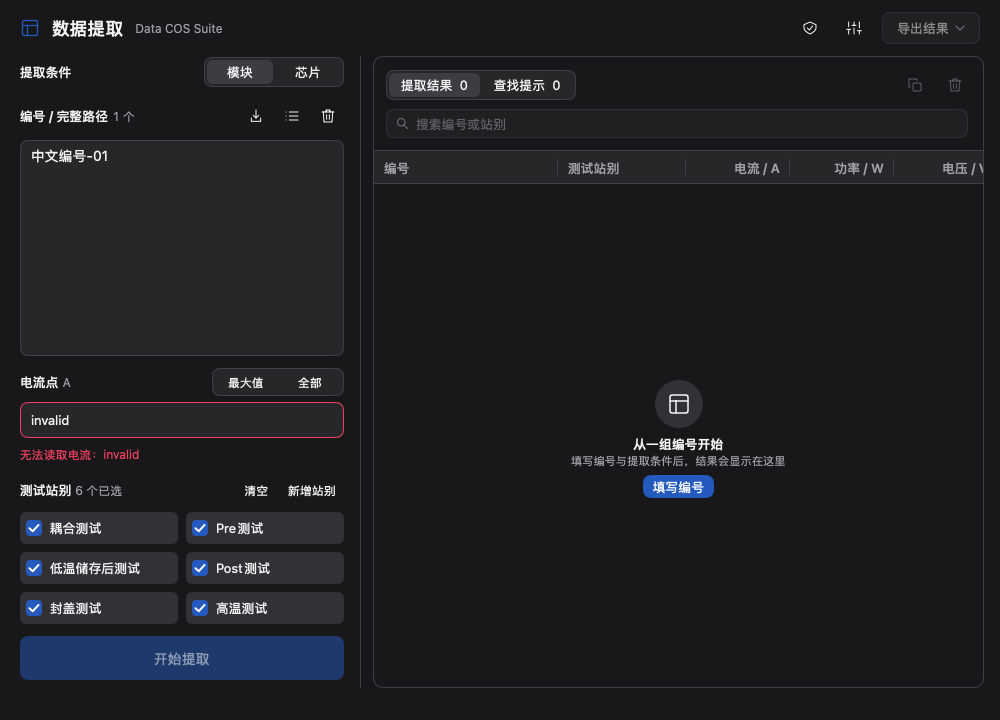 数据提取 Data COS Suite
导出结果
提取条件
模块 芯片
编号 / 完整路径 1 个
中文编号-01
电流点 A
最大值 全部
invalid
无法读取电流：invalid
测试站别 6 个已选
清空 新增站别
耦合测试 Pre测试
低温储存后测试 Post测试
封盖测试 高温测试
开始提取
提取结果 0 查找提示 0
搜索编号或站别
编号 测试站别 电流 / A 功率 / W 电压 /
从一组编号开始
填写编号与提取条件后，结果会显示在这里
填写编号